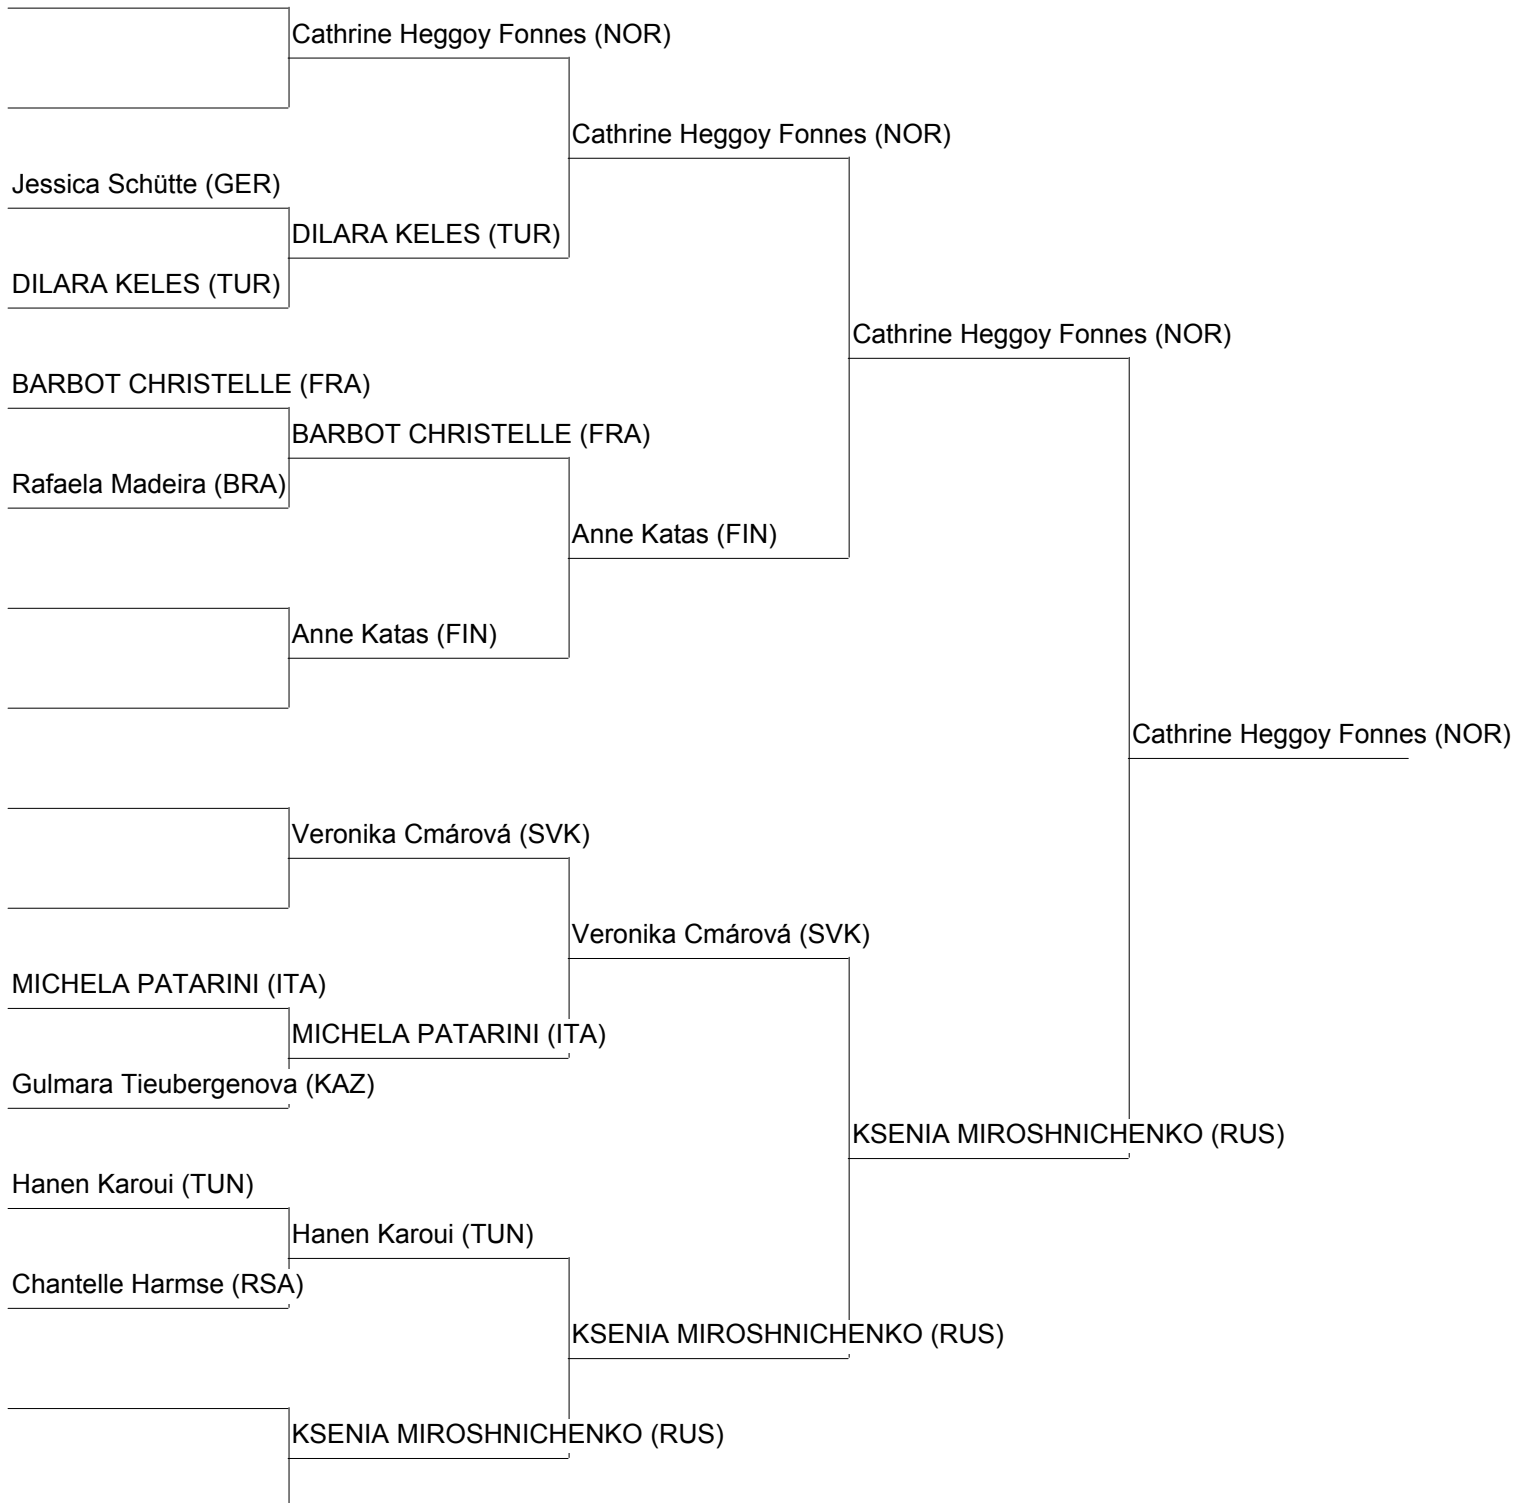 Cathrine Heggoy Fonnes (NOR)
Cathrine Heggoy Fonnes (NOR)
Jessica Schütte (GER)
DILARA KELES (TUR)
DILARA KELES (TUR)
Cathrine Heggoy Fonnes (NOR)
BARBOT CHRISTELLE (FRA)
BARBOT CHRISTELLE (FRA)
Rafaela Madeira (BRA)
Anne Katas (FIN)
Anne Katas (FIN)
Cathrine Heggoy Fonnes (NOR)
Veronika Cmárová (SVK)
Veronika Cmárová (SVK)
MICHELA PATARINI (ITA)
MICHELA PATARINI (ITA)
Gulmara Tieubergenova (KAZ)
KSENIA MIROSHNICHENKO (RUS)
Hanen Karoui (TUN)
Hanen Karoui (TUN)
Chantelle Harmse (RSA)
KSENIA MIROSHNICHENKO (RUS)
KSENIA MIROSHNICHENKO (RUS)